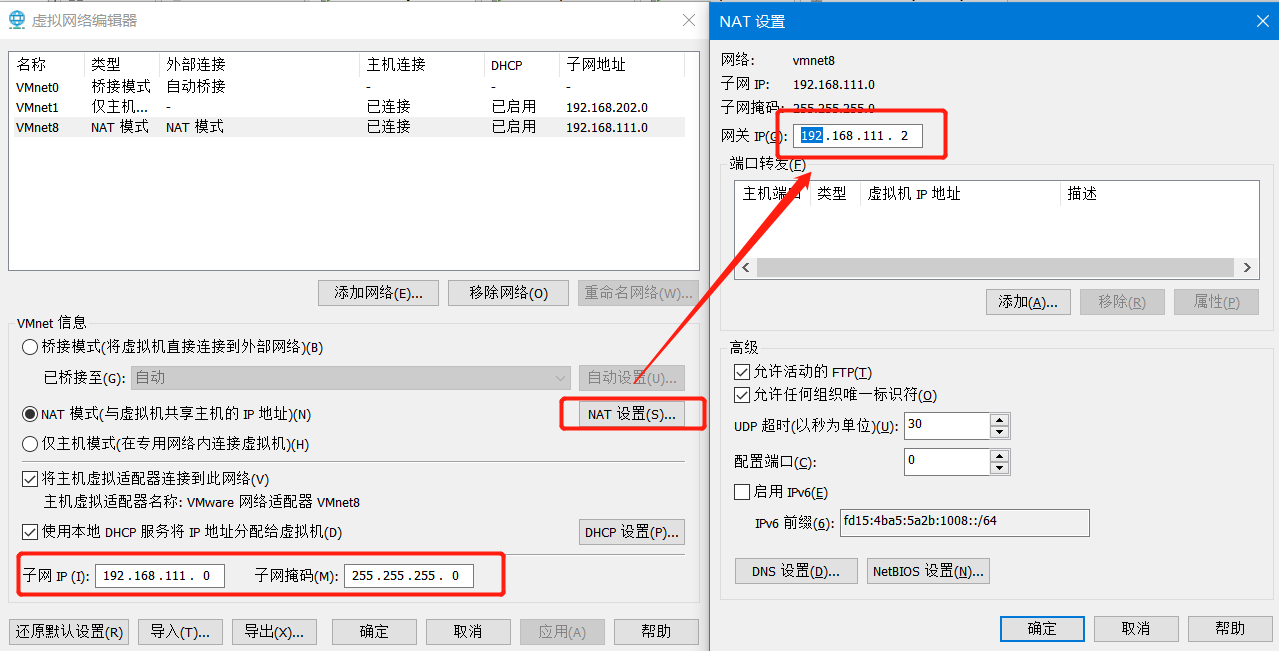 虚拟网络编辑器
名称 类型 外部连接 主机连接 DHCP 子网地址
VMnet0 桥接模式 自动桥接 - - -
VMnet1 仅主机... - 已连接 已启用 192.168.202.0
VMnet8 NAT 模式 NAT 模式 已连接 已启用 192.168.111.0
添加网络(E)... 移除网络(O) 重命名网络(W)...
VMnet 信息
桥接模式(将虚拟机直接连接到外部网络)(B)
已桥接至(G): 自动 自动设置(U)...
NAT 模式(与虚拟机共享主机的 IP 地址)(N) NAT 设置(S)...
仅主机模式(在专用网络内连接虚拟机)(H)
将主机虚拟适配器连接到此网络(V)
主机虚拟适配器名称: VMware 网络适配器 VMnet8
使用本地 DHCP 服务将 IP 地址分配给虚拟机(D) DHCP 设置(P)...
子网 IP (I): 192.168.111. 0 子网掩码(M): 255.255.255. 0
还原默认设置(R) 导入(T)... 导出(X)... 确定 取消 应用(A) 帮助
NAT 设置
网络: vmnet8
子网 IP: 192.168.111.0
子网掩码: 255.255.255.0
网关 IP(G): 192.168.111. 2
端口转发(F)
主机端口 类型 虚拟机 IP 地址 描述
添加(A)... 移除(R) 属性(P)
高级
允许活动的 FTP(T)
允许任何组织唯一标识符(O)
UDP 超时(以秒为单位)(U): 30
配置端口(C): 0
启用 IPv6(E)
IPv6 前缀(6): fd15:4ba5:5a2b:1008::/64
DNS 设置(D)... NetBIOS 设置(N)...
确定 取消 帮助